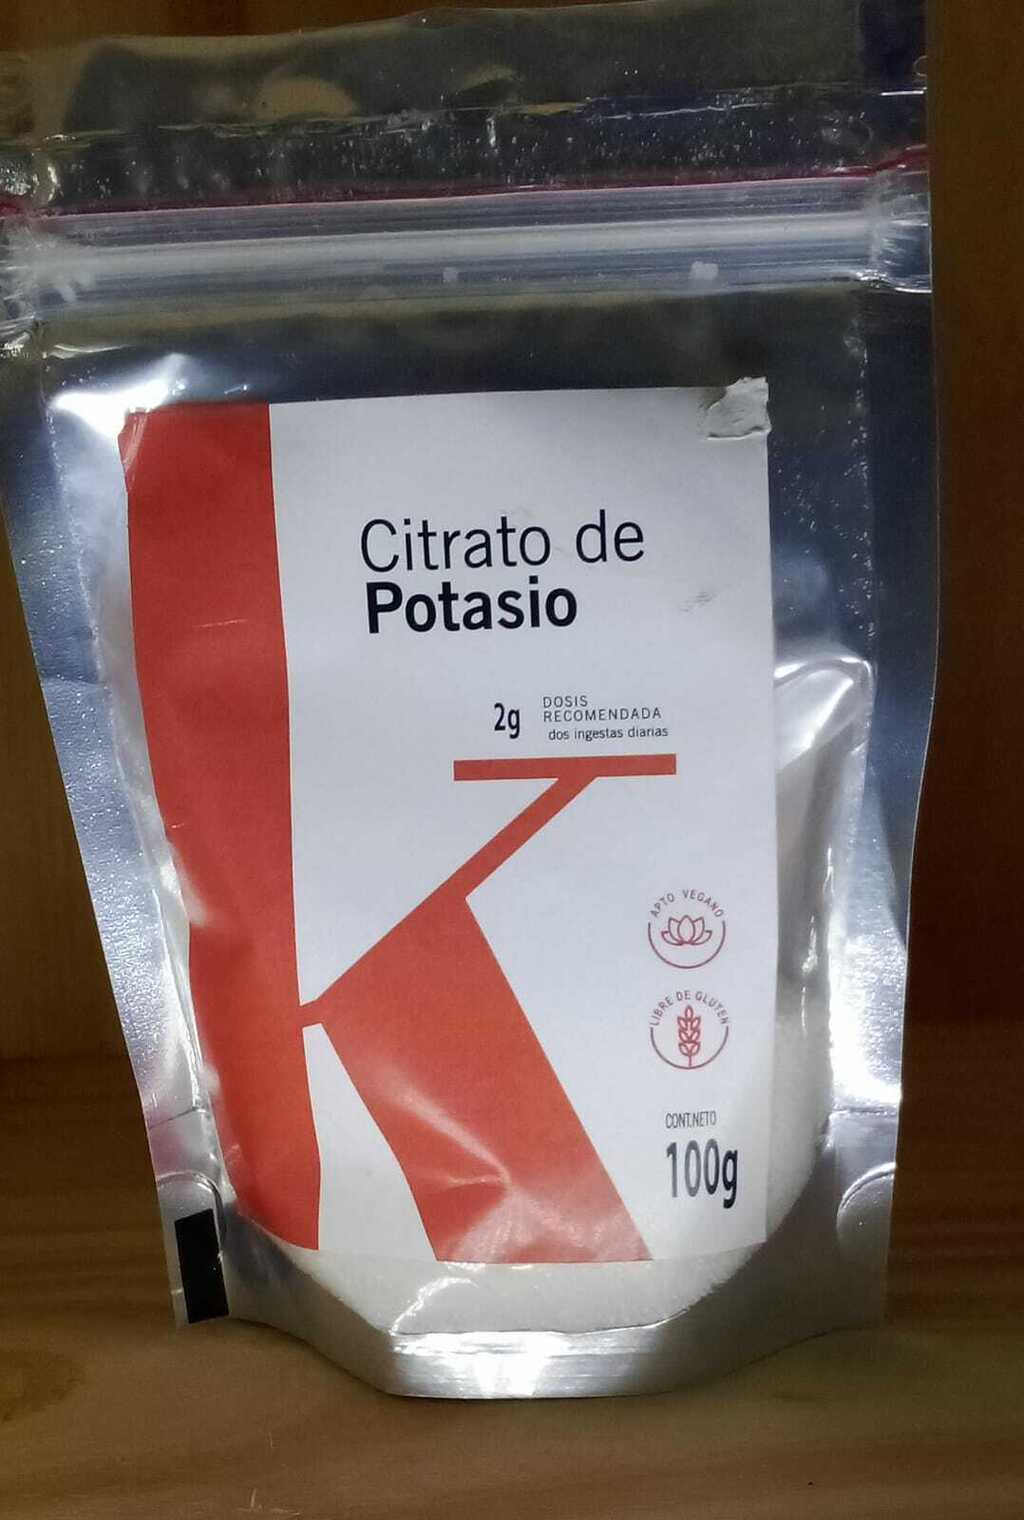 Citrato de
Potasio
2g
DOSIS
RECOMENDADA
dos ingestas diarias
K
APTO VEGANO
LIBRE DE GLUTEN
CONT.NETO
100g